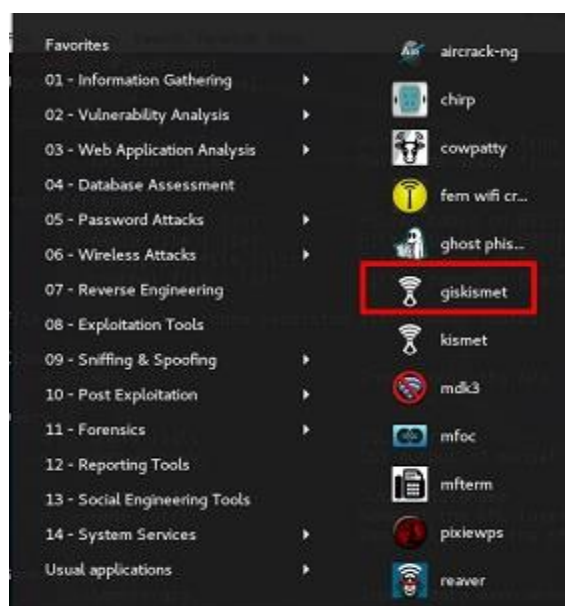 Favorites
01 - Information Gathering
02 - Vulnerability Analysis
03 - Web Application Analysis
04 - Database Assessment
05 - Password Attacks
06 - Wireless Attacks
07 - Reverse Engineering
08 - Exploitation Tools
09 - Sniffing & Spoofing
10 - Post Exploitation
11 - Forensics
12 - Reporting Tools
13 - Social Engineering Tools
14 - System Services
Usual applications
aircrack-ng
chirp
cowpatty
fern wifi cr...
ghost phis...
giskismet
kismet
mdk3
mfoc
mfterm
pixiewps
reaver